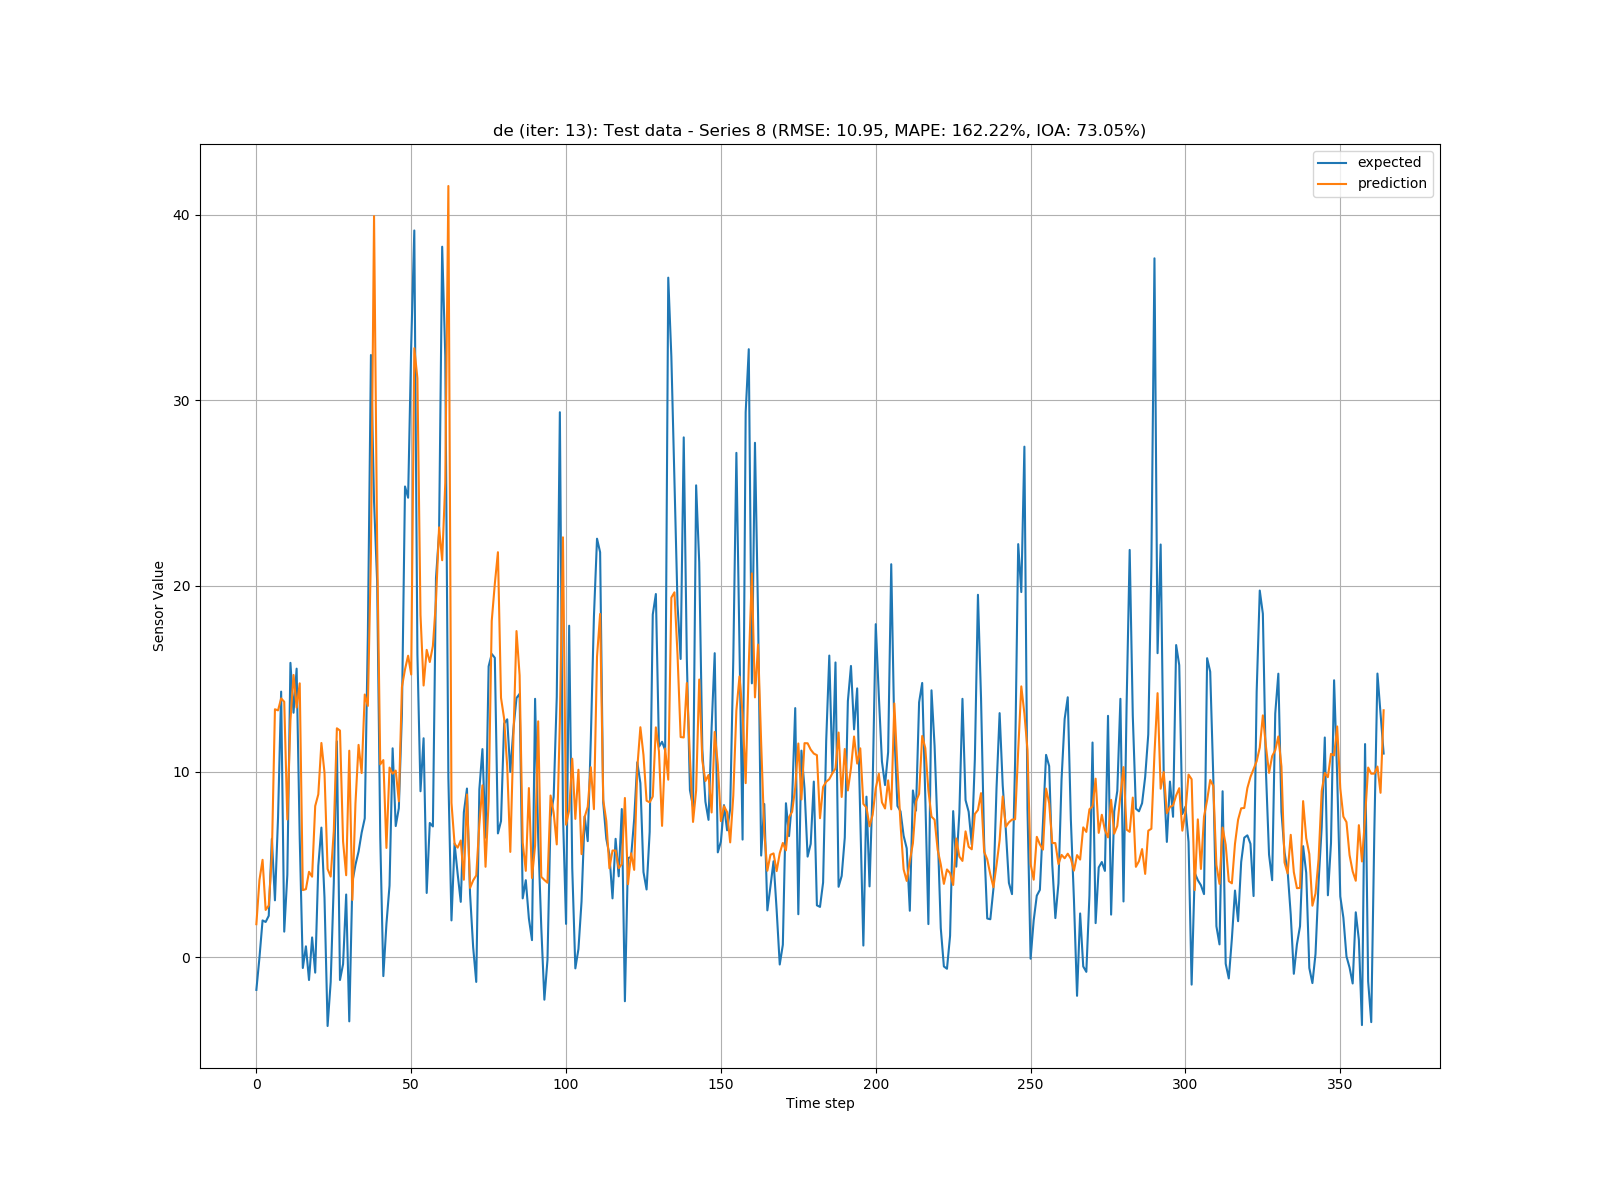 de (iter: 13): Test data - Series 8 (RMSE: 10.95, MAPE: 162.22%, IOA: 73.05%)
expected
prediction
40
30
20
10
0
Sensor Value
0 50 100 150 200 250 300 350
Time step